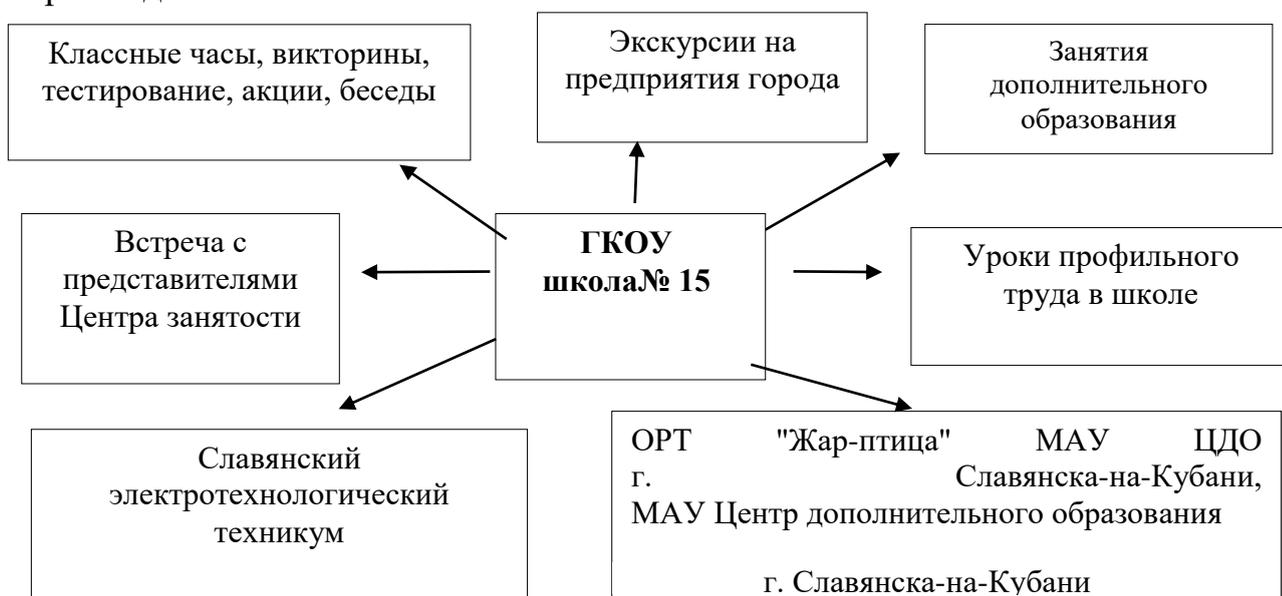 Классные часы, викторины,
тестирование, акции, беседы
Экскурсии на
предприятия города
Занятия
дополнительного
образования
Встреча с
представителями
Центра занятости
ГКОУ
школа№ 15
Уроки профильного
труда в школе
Славянский
электротехнологический
техникум
ОРТ "Жар-птица" МАУ ЦДО
г. Славянска-на-Кубани,
МАУ Центр дополнительного образования
г. Славянска-на-Кубани